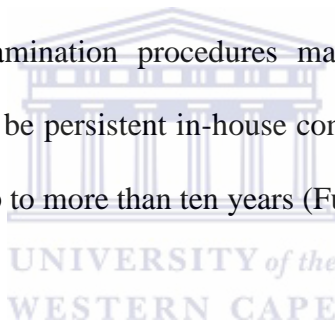 amination procedures ma
be persistent in-house con
to more than ten years (Fu
UNIVERSITY of the
WESTERN CAPE